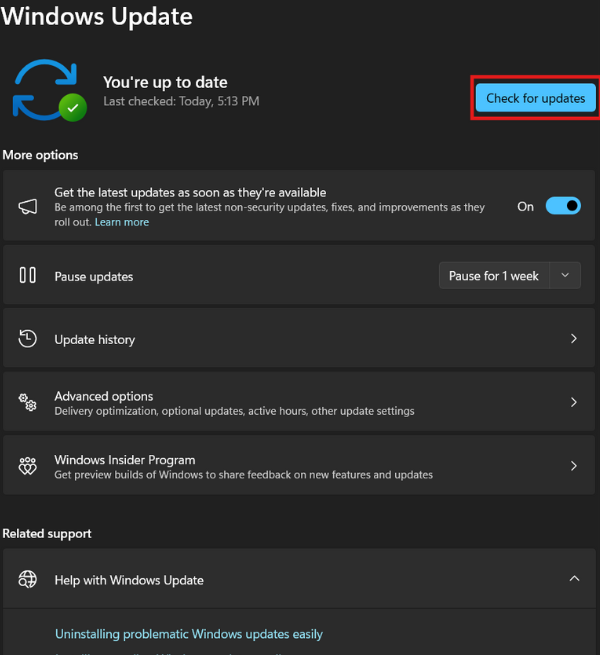 Windows Update
You're up to date
Last checked: Today, 5:13 PM
Check for updates
More options
Get the latest updates as soon as they're available
Be among the first to get the latest non-security updates, fixes, and improvements as they
roll out. Learn more
On
Pause updates
Pause for 1 week
Update history
Advanced options
Delivery optimization, optional updates, active hours, other update settings
Windows Insider Program
Get preview builds of Windows to share feedback on new features and updates
Related support
Help with Windows Update
Uninstalling problematic Windows updates easily